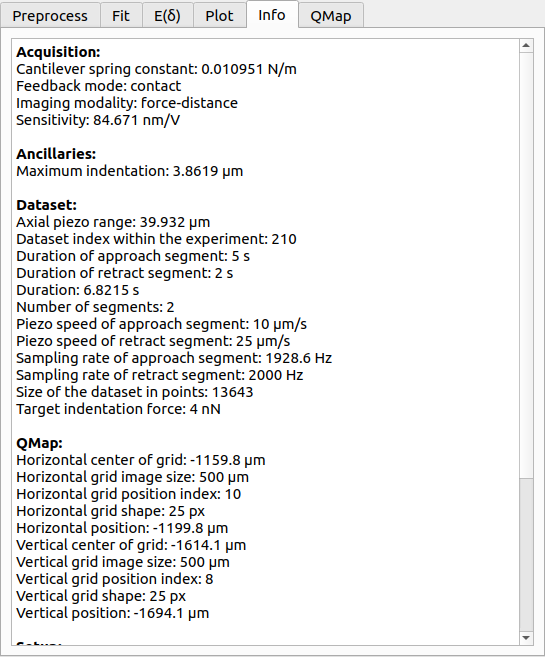 Preprocess Fit E(δ) Plot Info QMap
Acquisition:
Cantilever spring constant: 0.010951 N/m
Feedback mode: contact
Imaging modality: force-distance
Sensitivity: 84.671 nm/V
Ancillaries:
Maximum indentation: 3.8619 µm
Dataset:
Axial piezo range: 39.932 µm
Dataset index within the experiment: 210
Duration of approach segment: 5 s
Duration of retract segment: 2 s
Duration: 6.8215 s
Number of segments: 2
Piezo speed of approach segment: 10 µm/s
Piezo speed of retract segment: 25 µm/s
Sampling rate of approach segment: 1928.6 Hz
Sampling rate of retract segment: 2000 Hz
Size of the dataset in points: 13643
Target indentation force: 4 nN
QMap:
Horizontal center of grid: -1159.8 µm
Horizontal grid image size: 500 µm
Horizontal grid position index: 10
Horizontal grid shape: 25 px
Horizontal position: -1199.8 µm
Vertical center of grid: -1614.1 µm
Vertical grid image size: 500 µm
Vertical grid position index: 8
Vertical grid shape: 25 px
Vertical position: -1694.1 µm